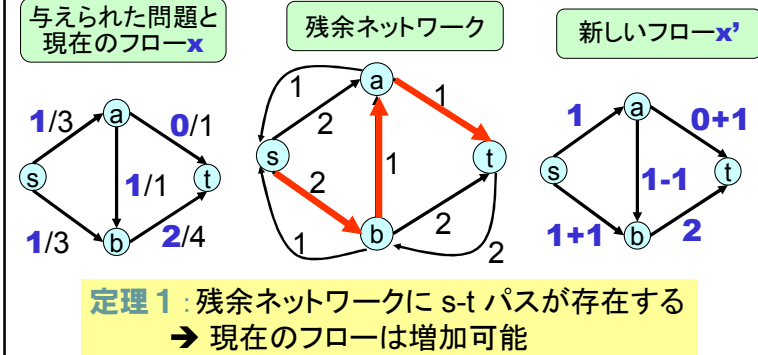 与えられた問題と
現在のフローx
残余ネットワーク
新しいフローx’
1/3
a
0/1
s
1/1
t
1/3
b
2/4
1
a
1
2
s
t
2
1
2
1
b
2
1
a
0+1
s
1-1
t
1+1
b
2
定理1:残余ネットワークに s-t パスが存在する
➔ 現在のフローは増加可能